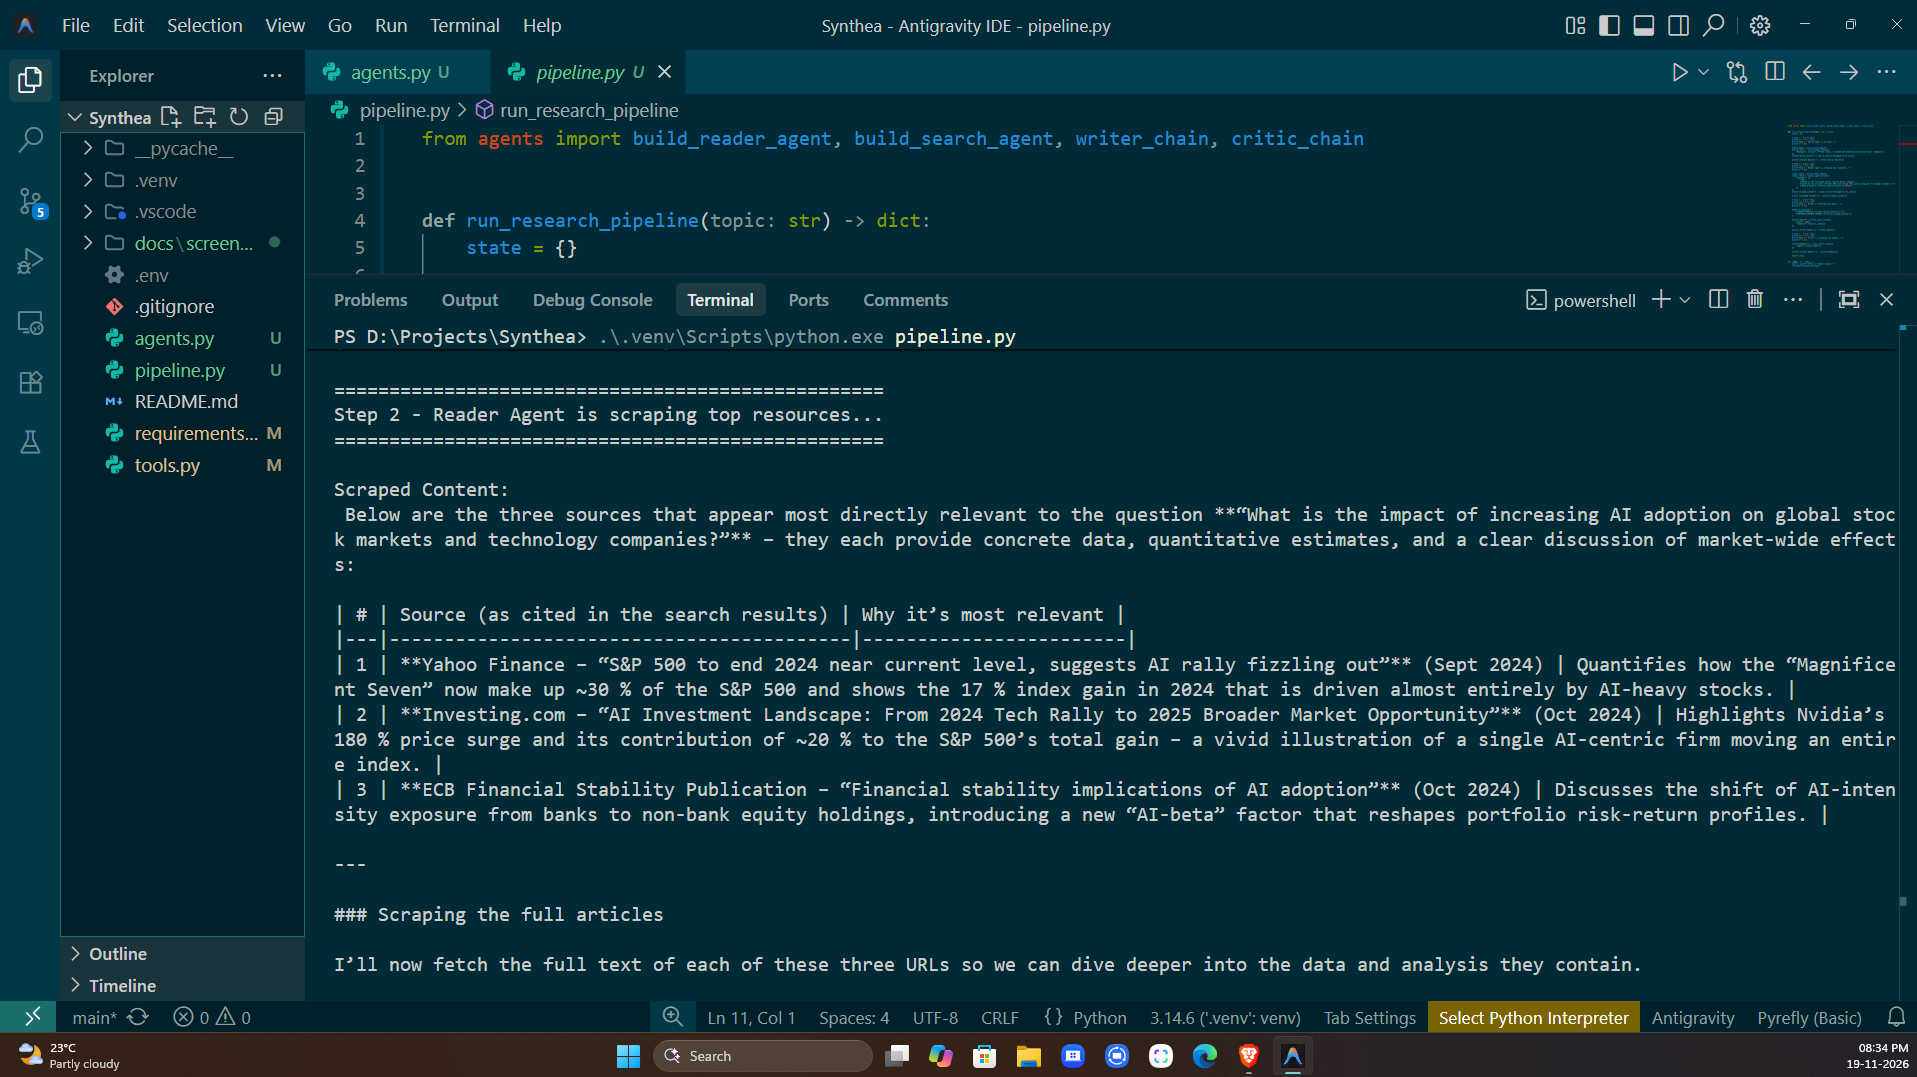 File Edit Selection View Go Run Terminal Help
Synthea - Antigravity IDE - pipeline.py
Explorer
Synthea
__pycache__
.venv
.vscode
docs\screen...
.env
.gitignore
agents.py U
pipeline.py U
README.md
requirements... M
tools.py M
Outline
Timeline
5
agents.py U
pipeline.py U
pipeline.py > run_research_pipeline
1 from agents import build_reader_agent, build_search_agent, writer_chain, critic_chain
2
3
4 def run_research_pipeline(topic: str) -> dict:
5 state = {}
Problems Output Debug Console Terminal Ports Comments
powershell
PS D:\Projects\Synthea> .\.venv\Scripts\python.exe pipeline.py
==================================================
Step 2 - Reader Agent is scraping top resources...
==================================================
Scraped Content:
Below are the three sources that appear most directly relevant to the question **“What is the impact of increasing AI adoption on global stoc
k markets and technology companies?”** – they each provide concrete data, quantitative estimates, and a clear discussion of market-wide effect
s:
| # | Source (as cited in the search results) | Why it’s most relevant |
|---|------------------------------------------|------------------------|
| 1 | **Yahoo Finance – “S&P 500 to end 2024 near current level, suggests AI rally fizzling out”** (Sept 2024) | Quantifies how the “Magnifice
nt Seven” now make up ~30 % of the S&P 500 and shows the 17 % index gain in 2024 that is driven almost entirely by AI-heavy stocks. |
| 2 | **Investing.com – “AI Investment Landscape: From 2024 Tech Rally to 2025 Broader Market Opportunity”** (Oct 2024) | Highlights Nvidia’s
180 % price surge and its contribution of ~20 % to the S&P 500’s total gain – a vivid illustration of a single AI-centric firm moving an entir
e index. |
| 3 | **ECB Financial Stability Publication – “Financial stability implications of AI adoption”** (Oct 2024) | Discusses the shift of AI-inten
sity exposure from banks to non-bank equity holdings, introducing a new “AI-beta” factor that reshapes portfolio risk-return profiles. |
---
### Scraping the full articles
I’ll now fetch the full text of each of these three URLs so we can dive deeper into the data and analysis they contain.
main* 0 0
Ln 11, Col 1 Spaces: 4 UTF-8 CRLF {} Python 3.14.6 ('.venv': venv) Tab Settings Select Python Interpreter Antigravity Pyrefly (Basic)
23°C
Partly cloudy
Search
08:34 PM
19-11-2026